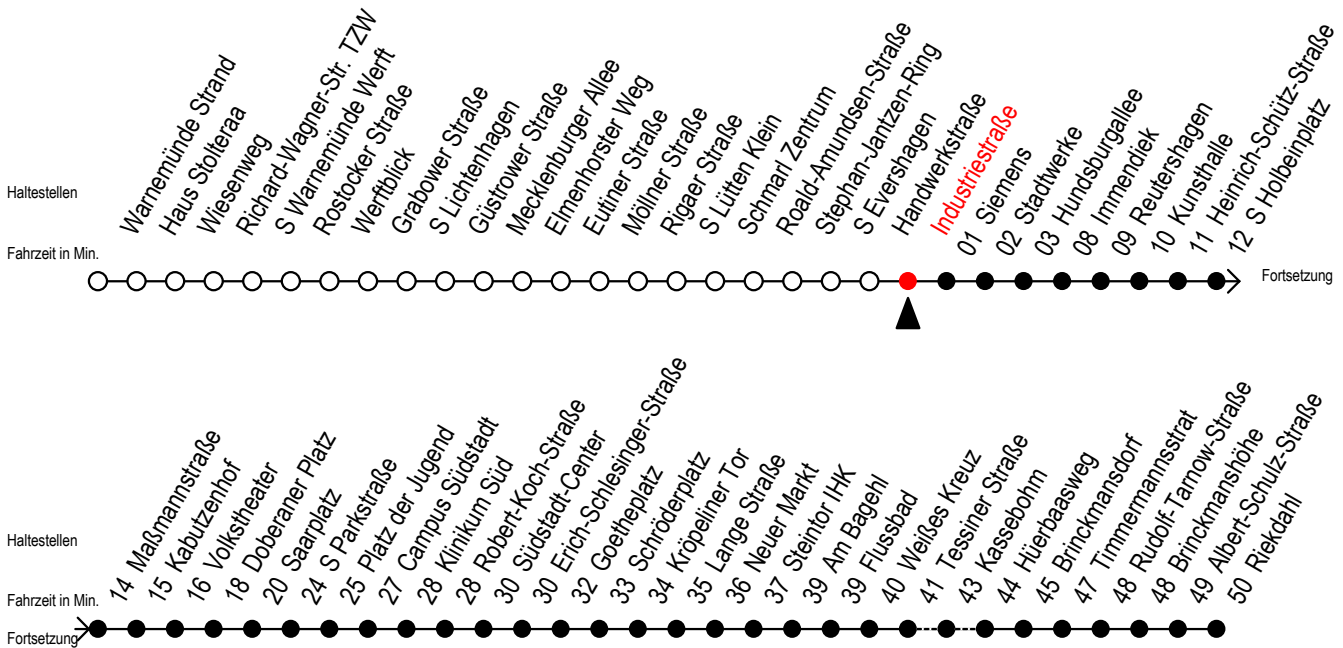 Haltestellen
Warnemünde Strand
Haus Stolteraa
Wiesenweg
Richard-Wagner-Str. TZW
S Warnemünde Werft
Rostocker Straße
Werftblick
Grabower Straße
S Lichtenhagen
Güstrower Straße
Mecklenburger Allee
Elmenhorster Weg
Eutiner Straße
Möllner Straße
Rigaer Straße
S Lütten Klein
Schmarl Zentrum
Roald-Amundsen-Straße
Stephan-Jantzen-Ring
S Evershagen
Handwerkstraße
Industriestraße
01 Siemens
02 Stadtwerke
03 Hundsburgallee
08 Immendiek
09 Reutershagen
10 Kunsthalle
11 Heinrich-Schütz-Straße
12 S Holbeinplatz
Fahrzeit in Min.
Fortsetzung
Haltestellen
14 Maßmannstraße
15 Kabutzenhof
16 Volkstheater
18 Doberaner Platz
20 Saarplatz
24 S Parkstraße
25 Platz der Jugend
27 Campus Südstadt
28 Klinikum Süd
28 Robert-Koch-Straße
30 Südstadt-Center
30 Erich-Schlesinger-Straße
32 Goetheplatz
33 Schröderplatz
34 Kröpeliner Tor
35 Lange Straße
36 Neuer Markt
37 Steintor IHK
39 Am Bagehl
39 Flussbad
40 Weißes Kreuz
41 Tessiner Straße
43 Kassebohm
44 Hüerbaasweg
45 Brinckmansdorf
47 Timmermannsstrat
48 Rudolf-Tarnow-Straße
48 Brinckmanshöhe
49 Albert-Schulz-Straße
50 Riekdahl
Fahrzeit in Min.
Fortsetzung